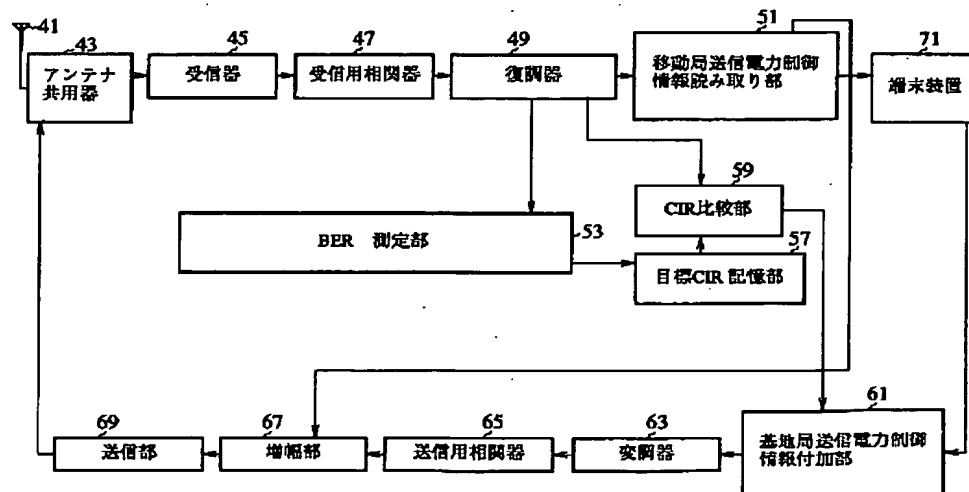 41
43
アンテナ
共用器
45
受信器
47
受信用相関器
49
復調器
51
移動局送信電力制御
情報読み取り部
71
端末装置
59
CIR比較部
BER 測定部
53
57
目標CIR 記憶部
69
送信部
67
増幅部
65
送信用相関器
63
変調器
61
基地局送信電力制御
情報付加部